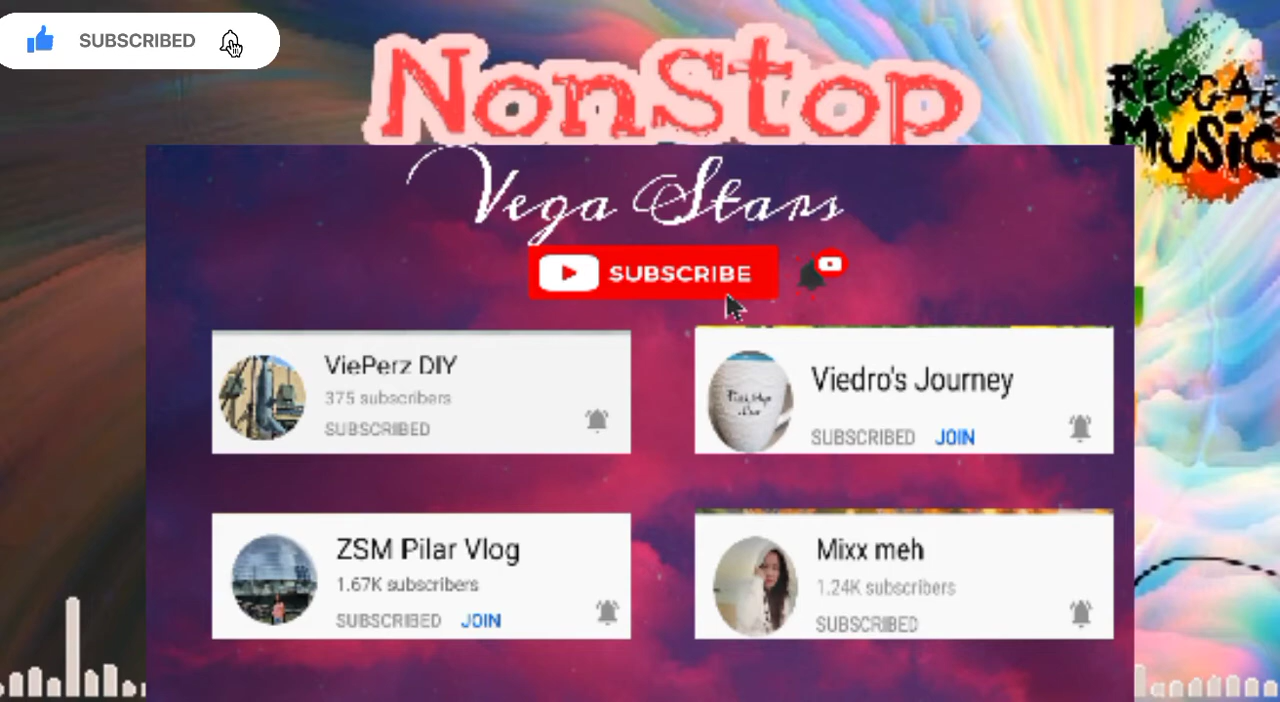 SUBSCRIBED
NonStop
REGGAE
MUSIC
Vega Stars
SUBSCRIBE
ViePerz DIY
375 subscribers
SUBSCRIBED
Viedro's Journey
SUBSCRIBED JOIN
ZSM Pilar Vlog
1.67K subscribers
SUBSCRIBED JOIN
Mixx meh
1.24K subscribers
SUBSCRIBED